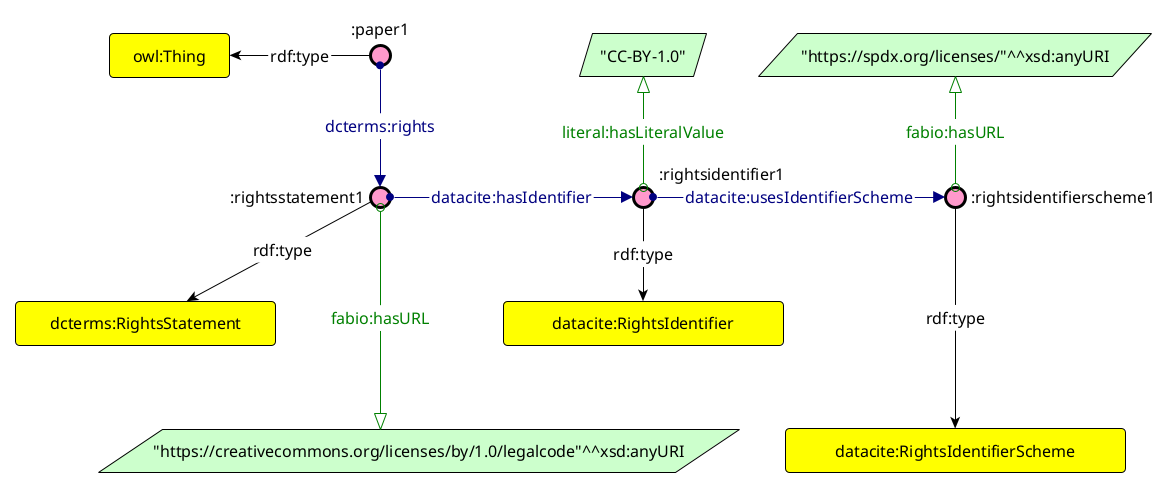 :paper1
owl:Thing
rdf:type
"CC-BY-1.0"
"https://spdx.org/licenses/"^^xsd:anyURI
dcterms:rights
literal:hasLiteralValue
fabio:hasURL
:rightsidentifier1
:rightsstatement1
datacite:hasIdentifier
datacite:usesIdentifierScheme
:rightsidentifierscheme1
rdf:type
rdf:type
dcterms:RightsStatement
fabio:hasURL
datacite:RightsIdentifier
rdf:type
"https://creativecommons.org/licenses/by/1.0/legalcode"^^xsd:anyURI
datacite:RightsIdentifierScheme